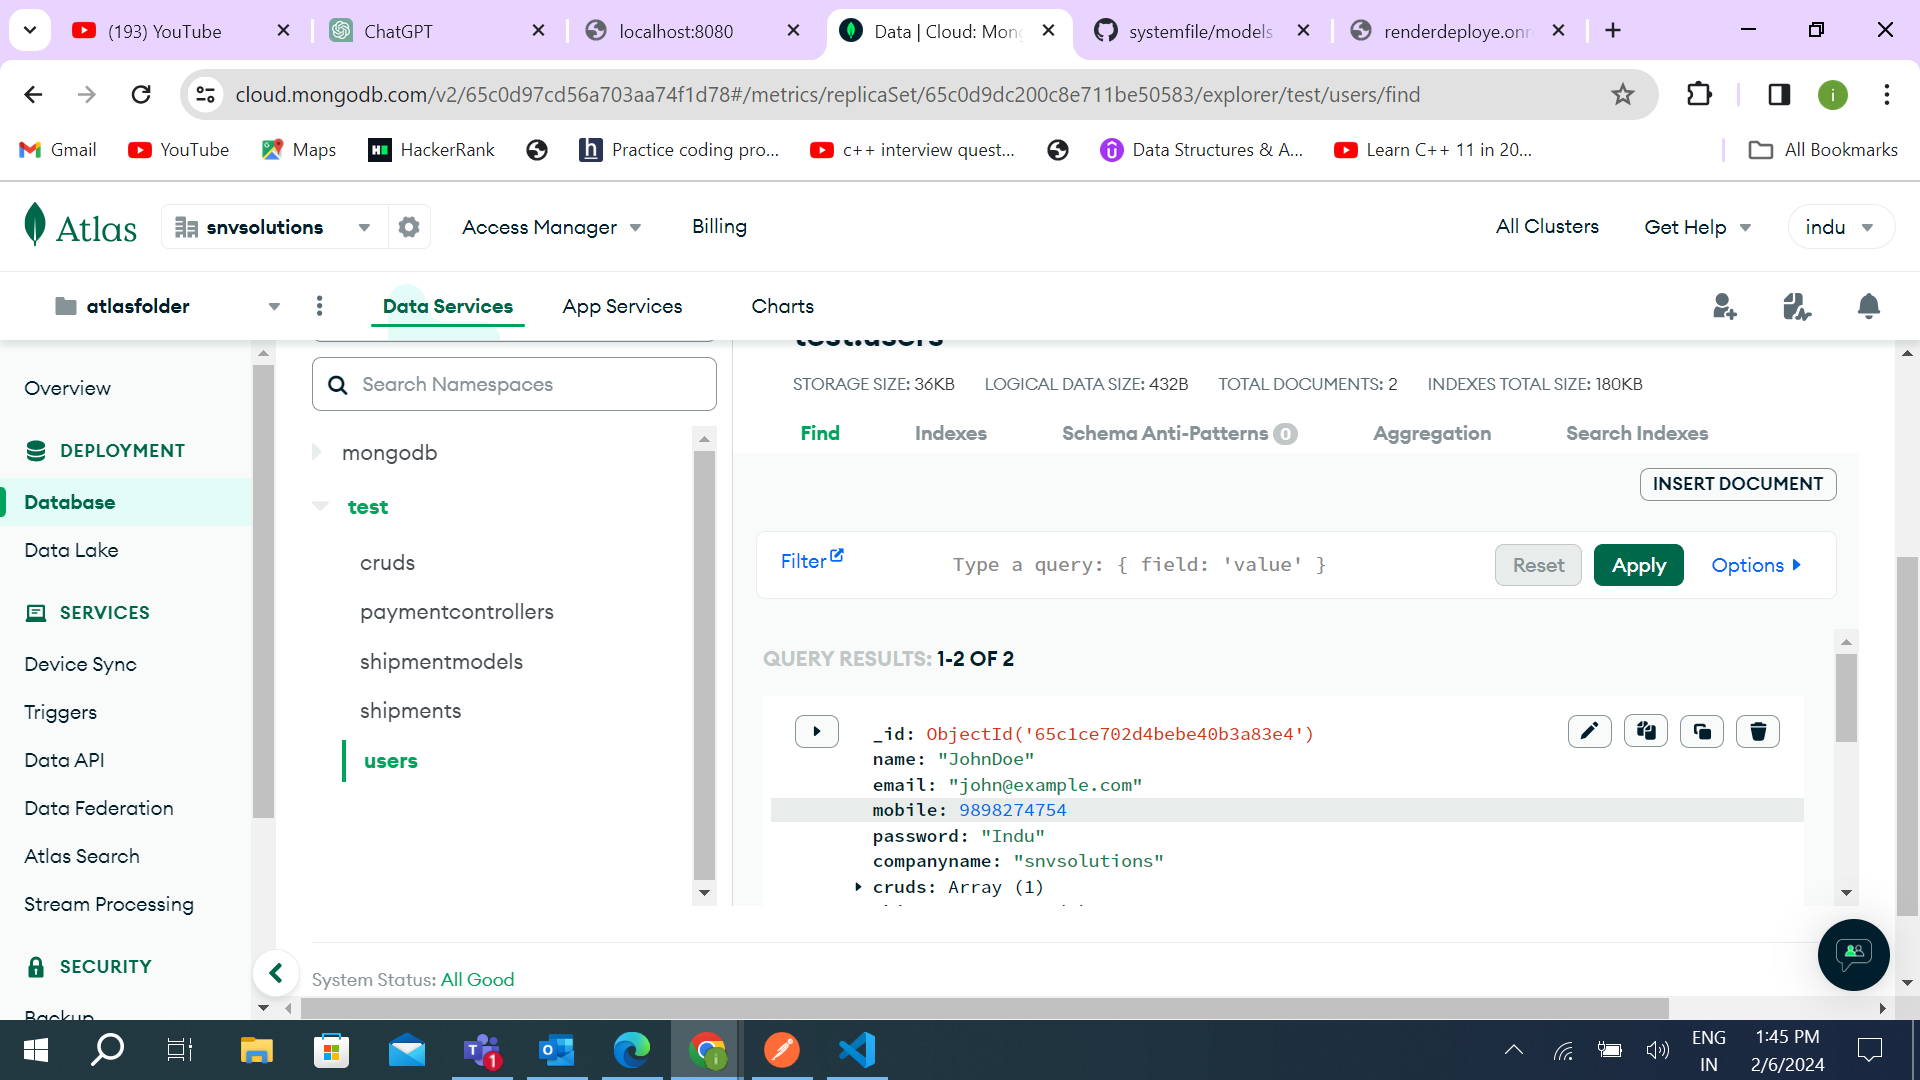 (193) YouTube
ChatGPT
localhost:8080
Data | Cloud: Mong
systemfile/models
renderdeploye.onr
cloud.mongodb.com/v2/65c0d97cd56a703aa74f1d78#/metrics/replicaSet/65c0d9dc200c8e711be50583/explorer/test/users/find
i
Gmail
YouTube
Maps
HackerRank
Practice coding pro...
c++ interview quest...
Data Structures & A...
Learn C++ 11 in 20...
All Bookmarks
Atlas
snvsolutions
Access Manager
Billing
All Clusters
Get Help
indu
atlasfolder
Data Services
App Services
Charts
Overview
DEPLOYMENT
Database
Data Lake
SERVICES
Device Sync
Triggers
Data API
Data Federation
Atlas Search
Stream Processing
SECURITY
Backup
Search Namespaces
mongodb
test
cruds
paymentcontrollers
shipmentmodels
shipments
users
test.users
STORAGE SIZE: 36KB
LOGICAL DATA SIZE: 432B
TOTAL DOCUMENTS: 2
INDEXES TOTAL SIZE: 180KB
Find
Indexes
Schema Anti-Patterns 0
Aggregation
Search Indexes
INSERT DOCUMENT
Filter
Type a query: { field: 'value' }
Reset
Apply
Options
QUERY RESULTS: 1-2 OF 2
_id: ObjectId('65c1ce702d4bebe40b3a83e4')
name: "JohnDoe"
email: "john@example.com"
mobile: 9898274754
password: "Indu"
companyname: "snvsolutions"
cruds: Array (1)
System Status: All Good
1
i
ENG
IN
1:45 PM
2/6/2024